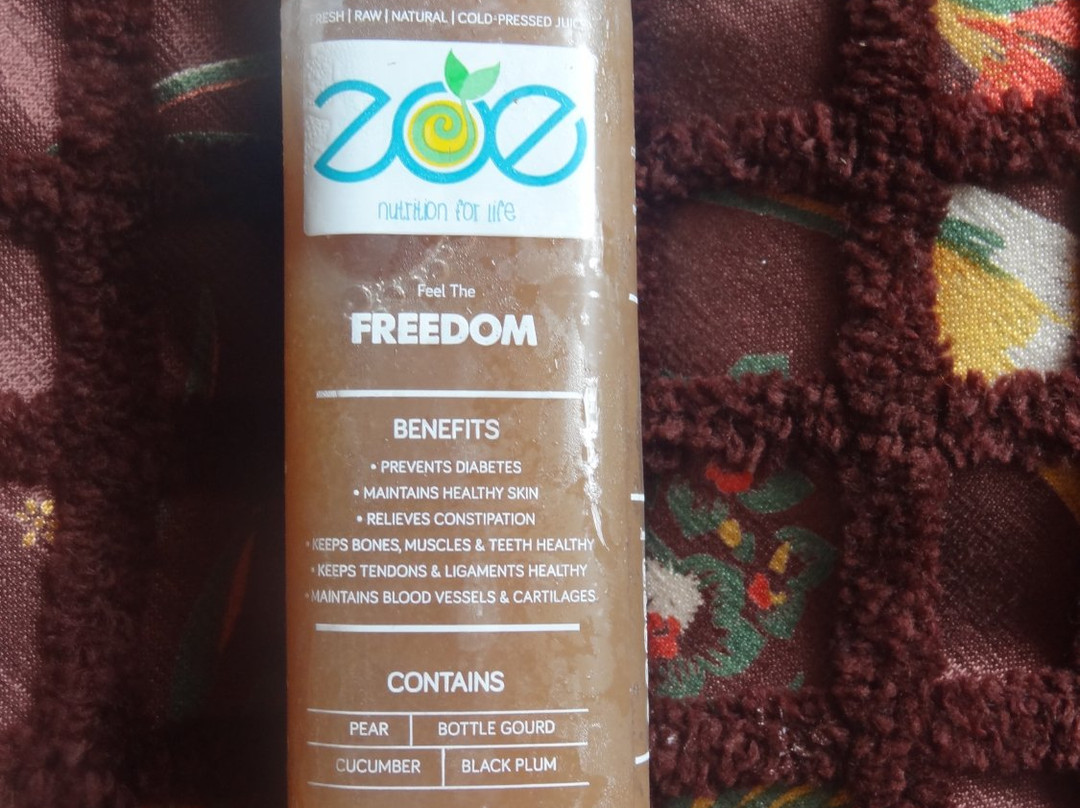 FRESH | RAW | NATURAL | COLD-PRESSED JUICE
zoe
nutrition for life
Feel The
FREEDOM
BENEFITS
• PREVENTS DIABETES
• MAINTAINS HEALTHY SKIN
• RELIEVES CONSTIPATION
• KEEPS BONES, MUSCLES & TEETH HEALTHY
• KEEPS TENDONS & LIGAMENTS HEALTHY
• MAINTAINS BLOOD VESSELS & CARTILAGES
CONTAINS
PEAR BOTTLE GOURD
CUCUMBER BLACK PLUM